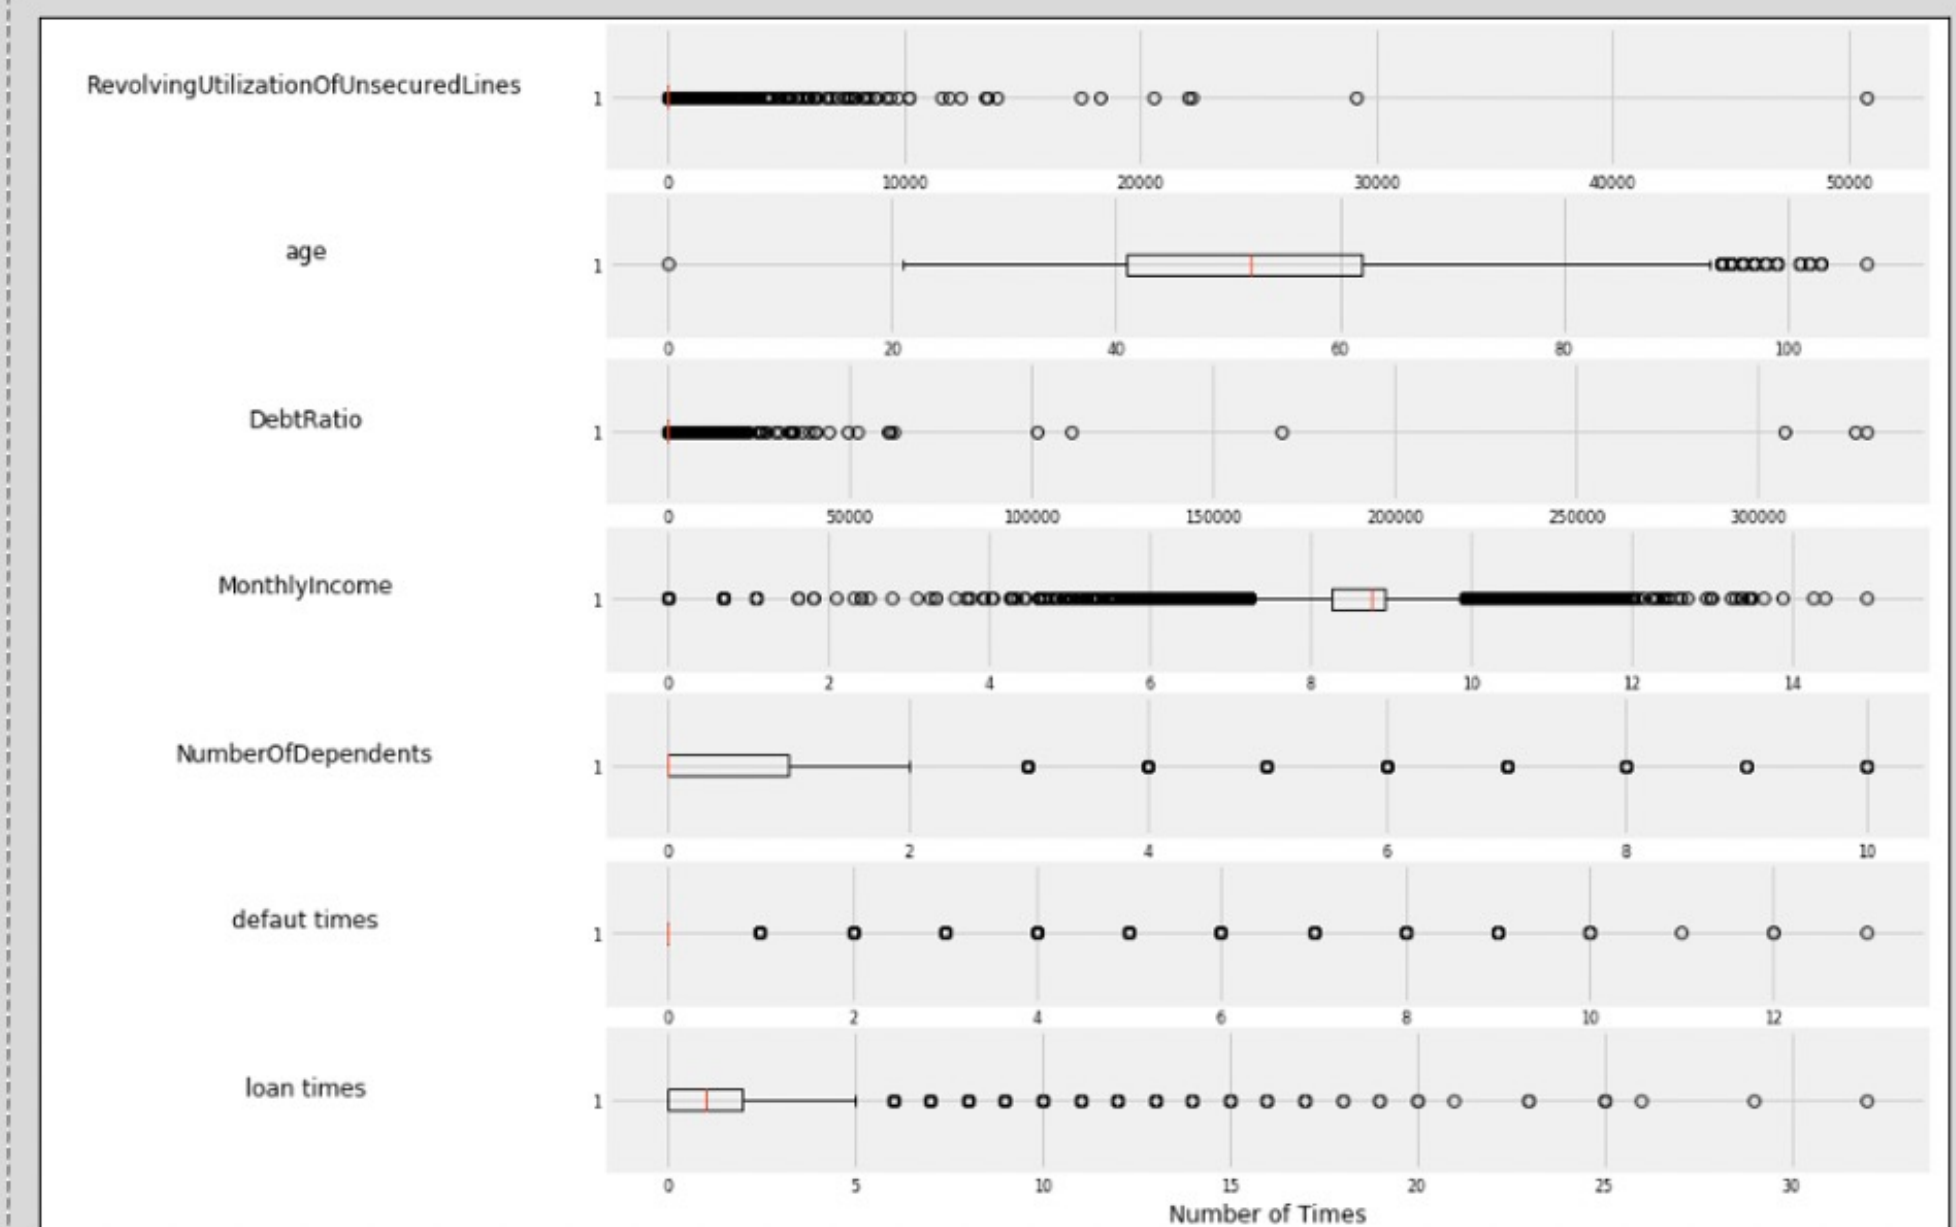 RevolvingUtilizationOfUnsecuredLines
1
0 10000 20000 30000 40000 50000
age
1
0 20 40 60 80 100
DebtRatio
1
0 50000 100000 150000 200000 250000 300000
MonthlyIncome
1
0 2 4 6 8 10 12 14
NumberOfDependents
1
0 2 4 6 8 10
defaut times
1
0 2 4 6 8 10 12
loan times
1
0 5 10 15 20 25 30
Number of Times